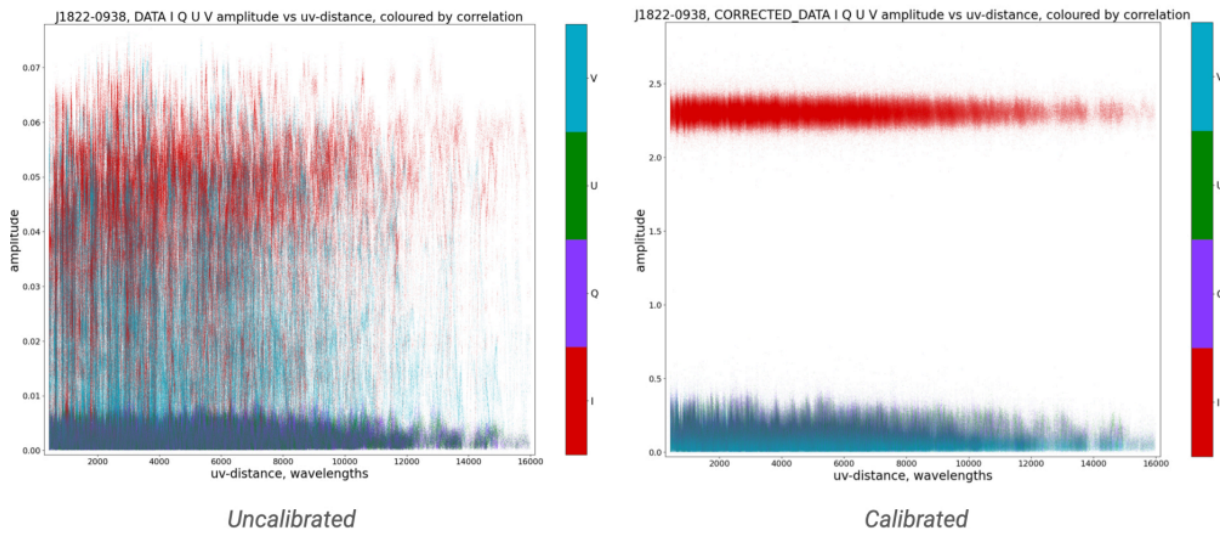 J1822-0938, DATA I Q U V amplitude vs uv-distance, coloured by correlation
amplitude
0.07
0.06
0.05
0.04
0.03
0.02
0.01
0.00
2000 4000 6000 8000 10000 12000 14000 16000
uv-distance, wavelengths
V
U
Q
I
Uncalibrated
J1822-0938, CORRECTED_DATA I Q U V amplitude vs uv-distance, coloured by correlation
amplitude
2.5
2.0
1.5
1.0
0.5
0.0
2000 4000 6000 8000 10000 12000 14000 16000
uv-distance, wavelengths
Calibrated